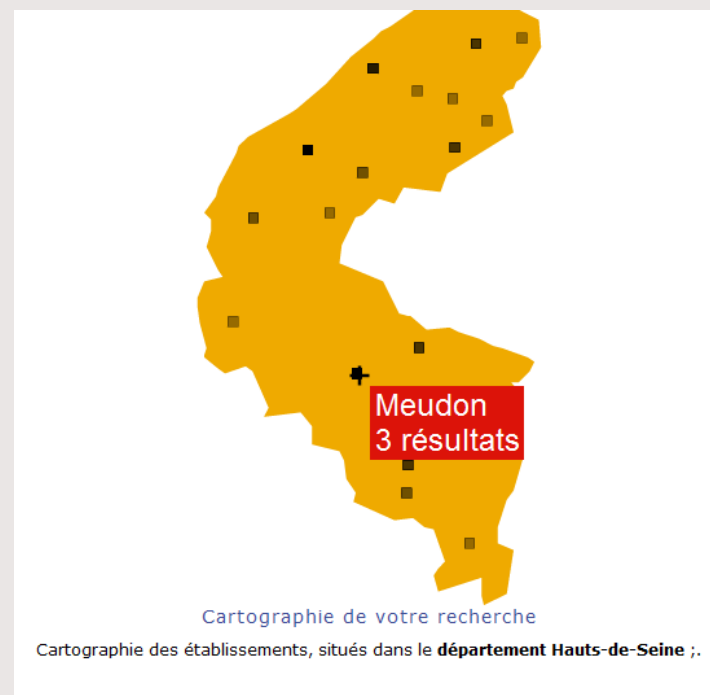 Meudon
3 résultats
Cartographie de votre recherche
Cartographie des établissements, situés dans le département Hauts-de-Seine ;.